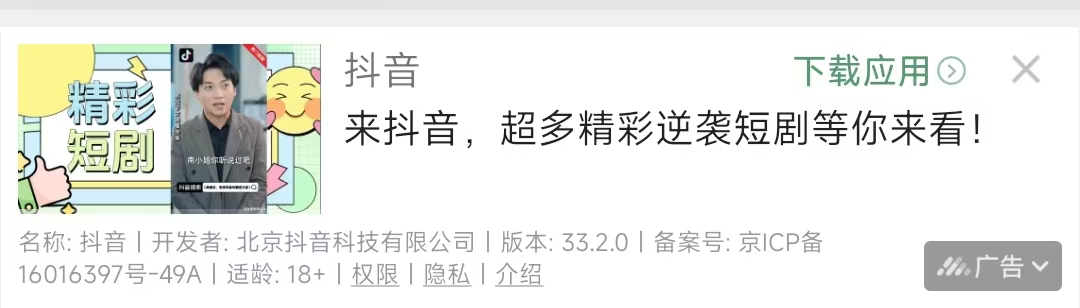 抖音
下载应用
来抖音，超多精彩逆袭短剧等你来看！
精彩
短剧
南小姐你听说过吧
名称: 抖音 | 开发者: 北京抖音科技有限公司 | 版本: 33.2.0 | 备案号: 京ICP备
16016397号-49A | 适龄: 18+ | 权限 | 隐私 | 介绍
广告